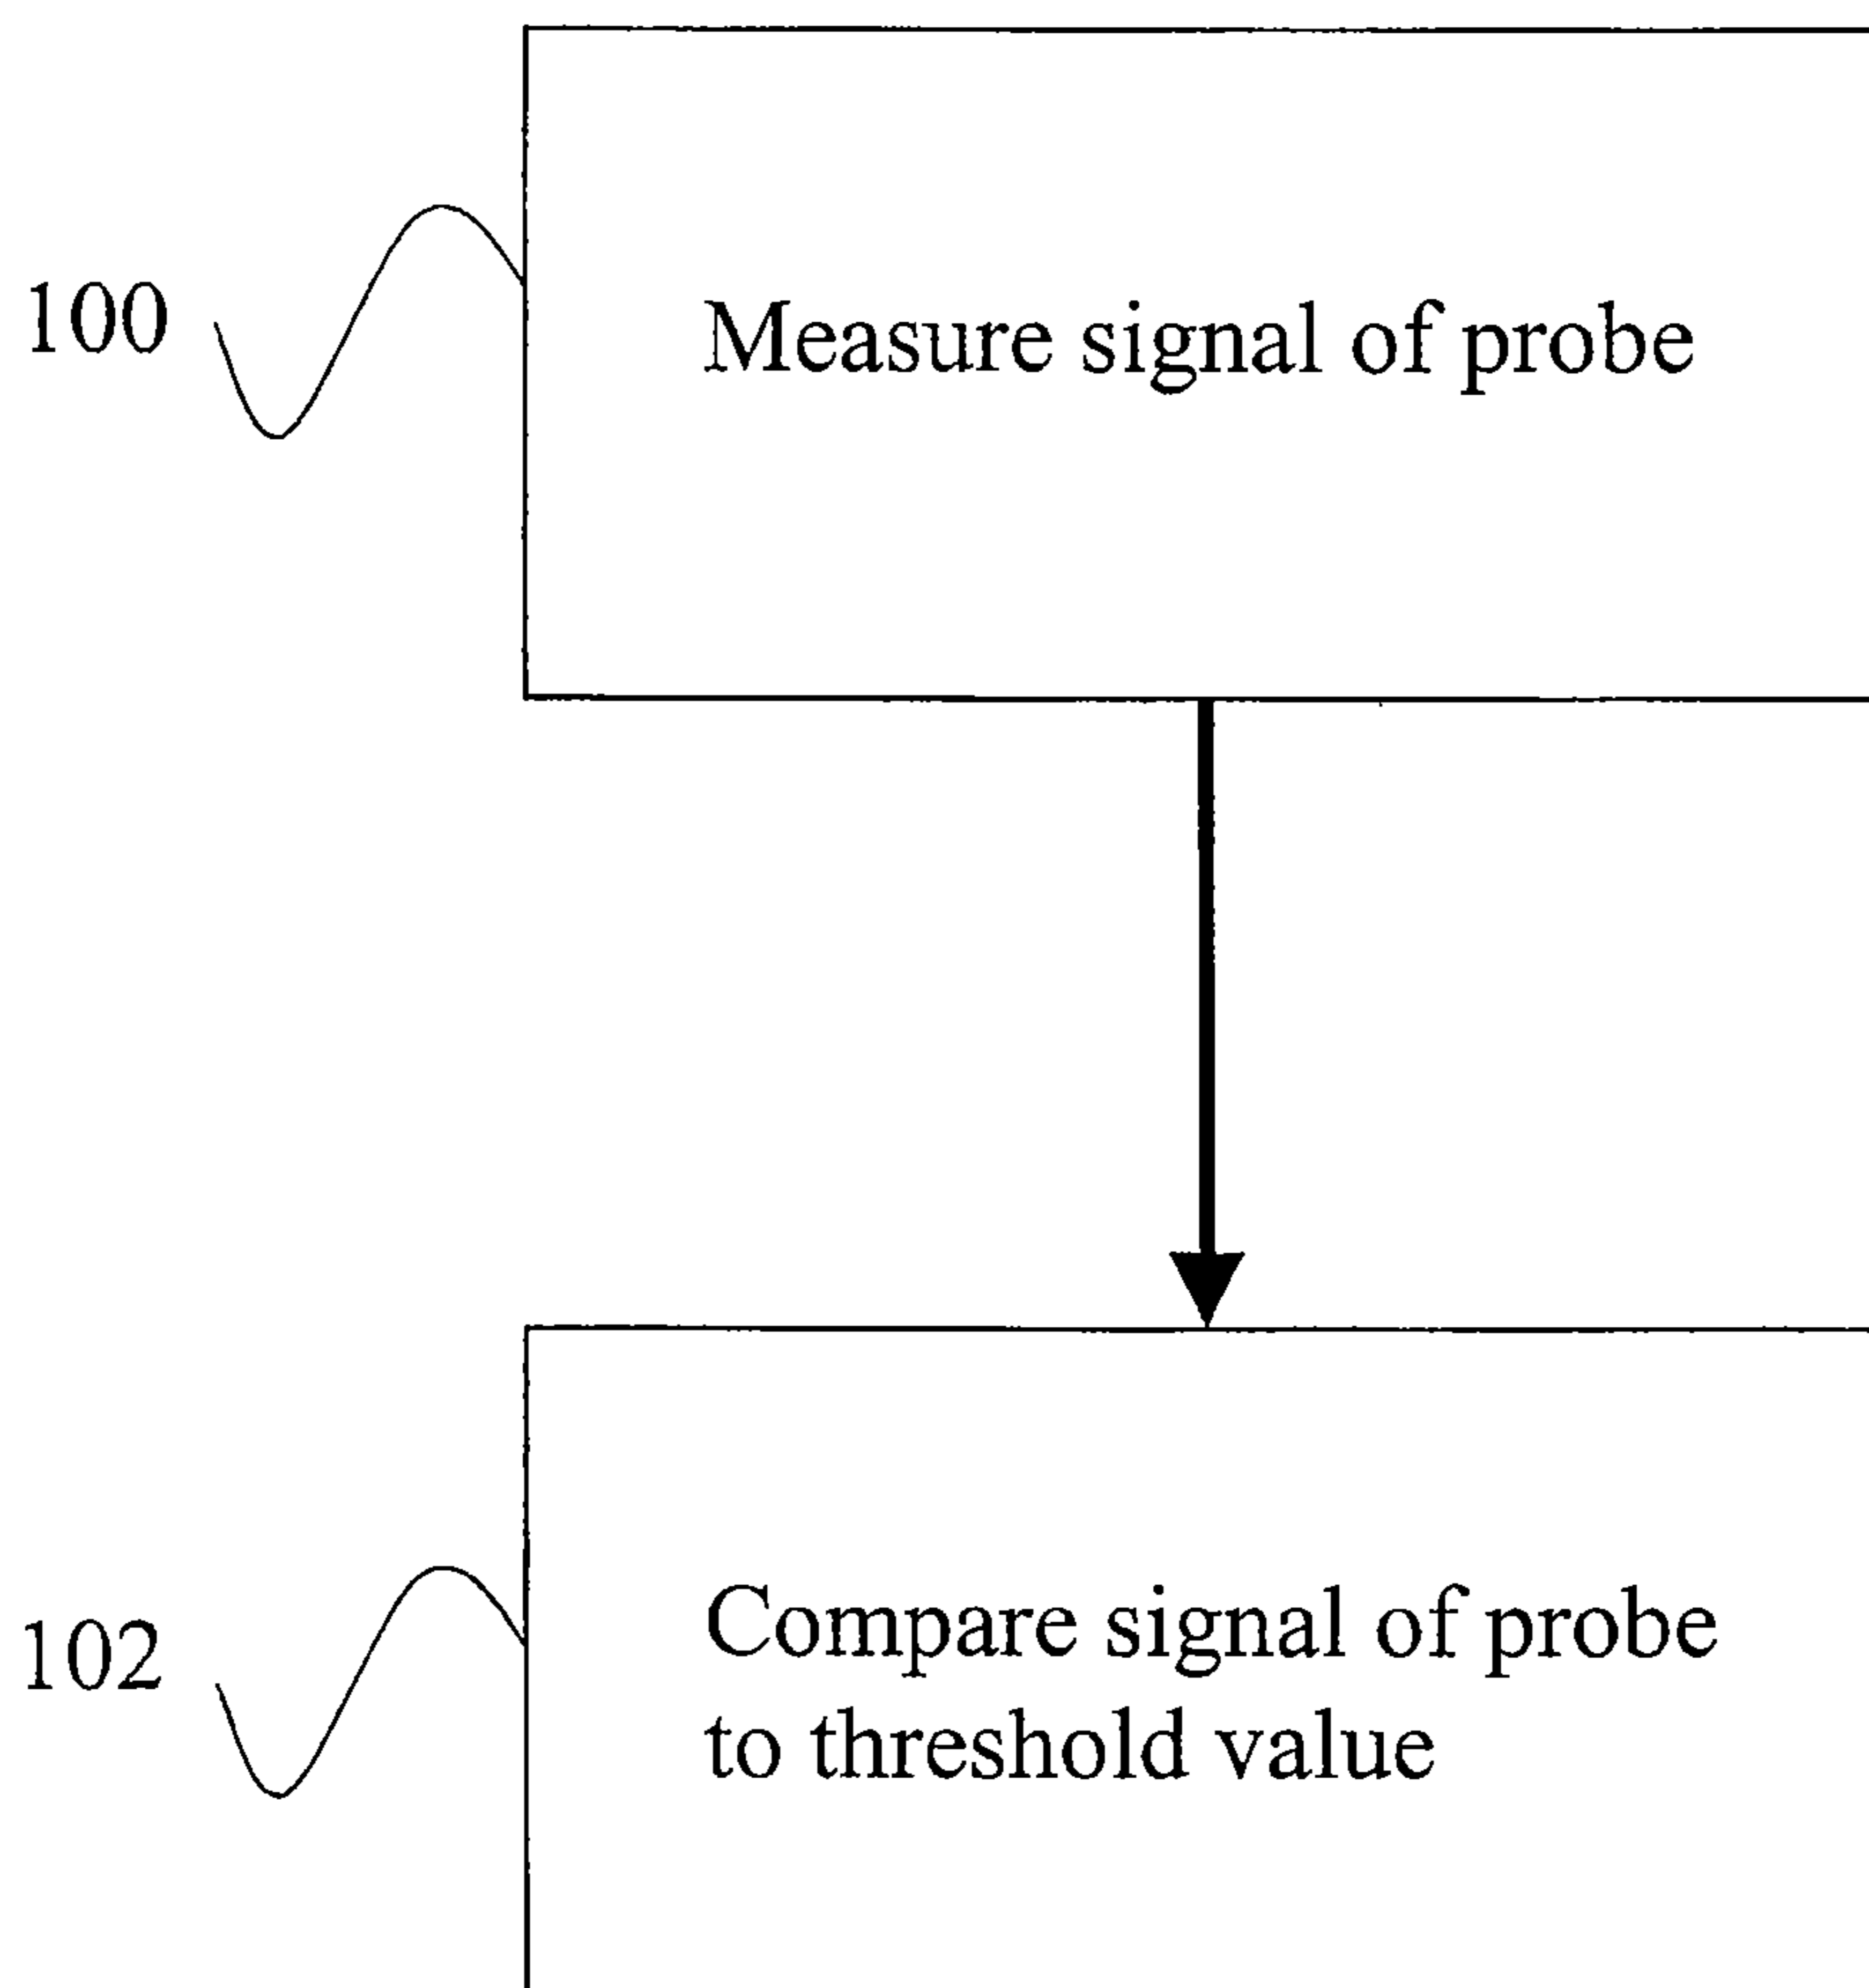 100
Measure signal of probe
102
Compare signal of probe
to threshold value